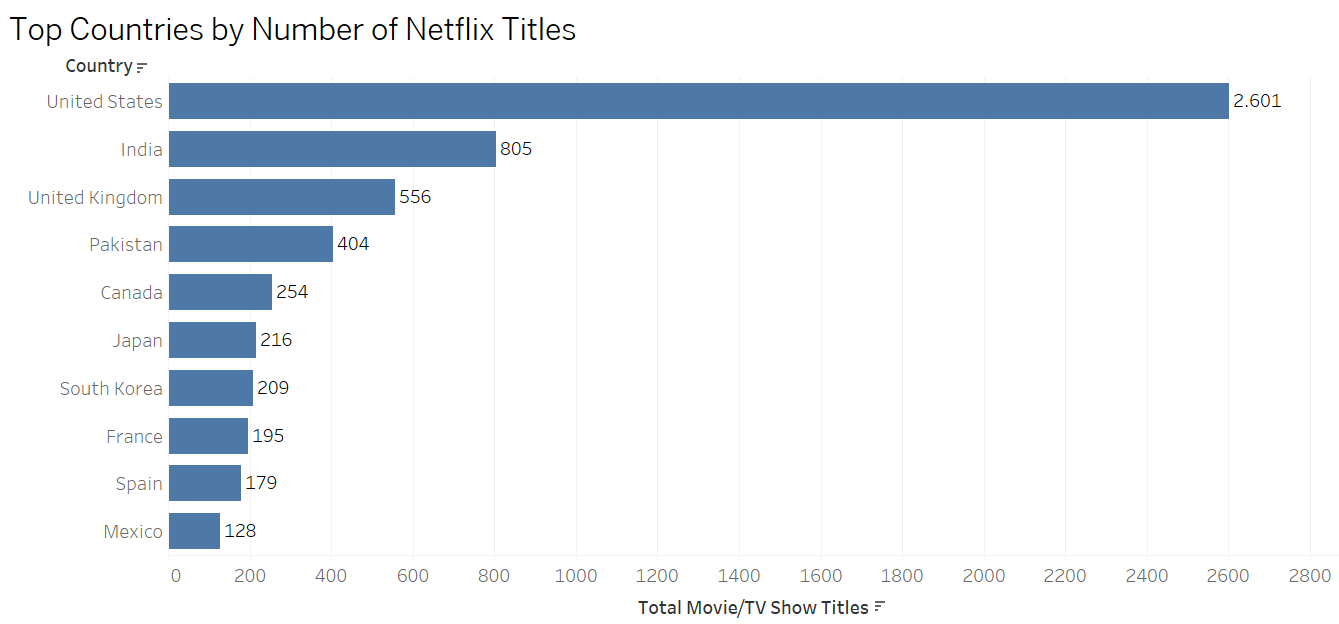 Top Countries by Number of Netflix Titles
Country
United States 2.601
India 805
United Kingdom 556
Pakistan 404
Canada 254
Japan 216
South Korea 209
France 195
Spain 179
Mexico 128
0 200 400 600 800 1000 1200 1400 1600 1800 2000 2200 2400 2600 2800
Total Movie/TV Show Titles